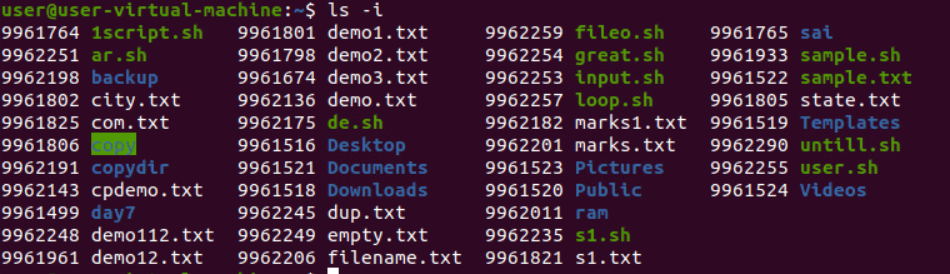 user@user-virtual-machine:~$ ls -i
9961764 1script.sh 9961801 demo1.txt 9962259 fileo.sh 9961765 sai
9962251 ar.sh 9961798 demo2.txt 9962254 great.sh 9961933 sample.sh
9962198 backup 9961674 demo3.txt 9962253 input.sh 9961522 sample.txt
9961802 city.txt 9962136 demo.txt 9962257 loop.sh 9961805 state.txt
9961825 com.txt 9962175 de.sh 9962182 marks1.txt 9961519 Templates
9961806 copy 9961516 Desktop 9962201 marks.txt 9962290 untill.sh
9962191 copydir 9961521 Documents 9961523 Pictures 9962255 user.sh
9962143 cpdemo.txt 9961518 Downloads 9961520 Public 9961524 Videos
9961499 day7 9962245 dup.txt 9962011 ram
9962248 demo112.txt 9962249 empty.txt 9962235 s1.sh
9961961 demo12.txt 9962206 filename.txt 9961821 s1.txt